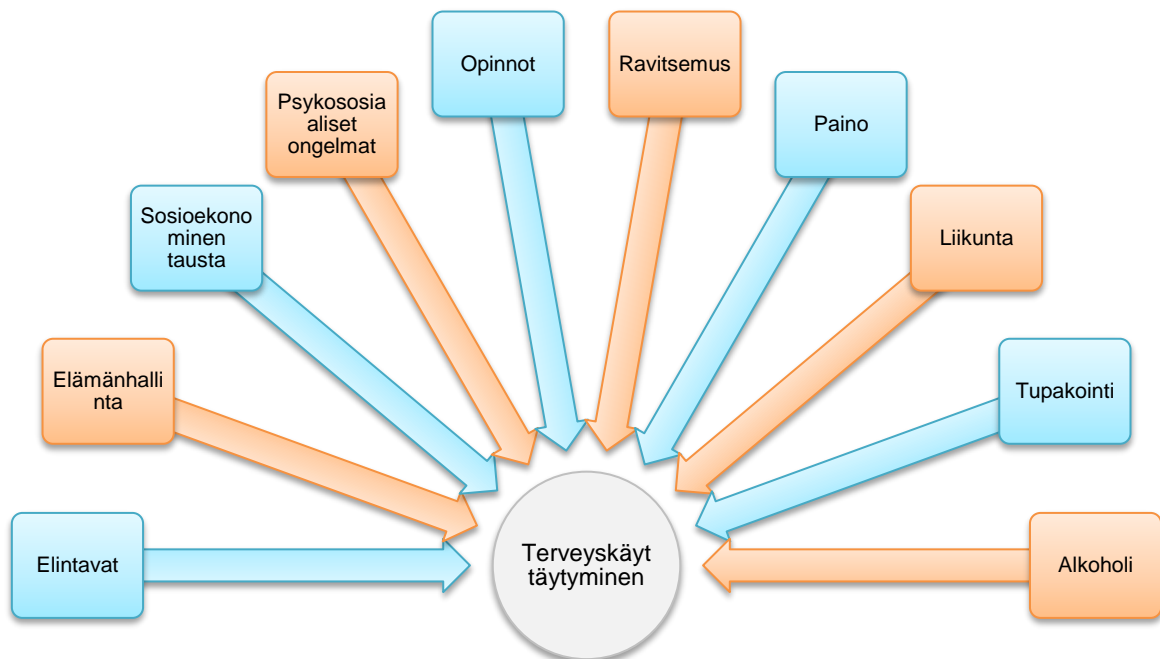 Opinnot
Ravitsemus
Psykososia
aliset
ongelmat
Paino
Sosioekono
minen
tausta
Liikunta
Elämänhalli
nta
Tupakointi
Elintavat
Terveyskäyt
täytyminen
Alkoholi